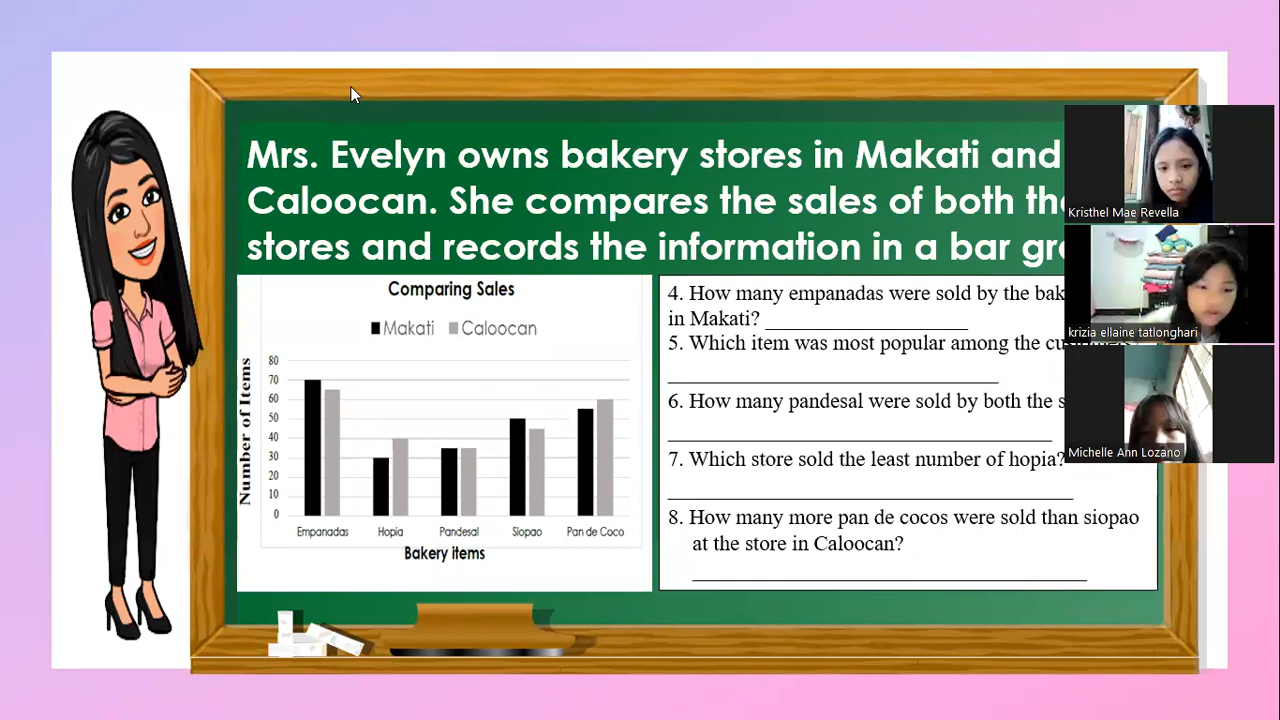 Mrs. Evelyn owns bakery stores in Makati and
Caloocan. She compares the sales of both
stores and records the information in a bar
Comparing Sales
Makati Caloocan
Number of Items
80
70
60
50
40
30
20
10
0
Empanadas Hopia Pandesal Siopao Pan de Coco
Bakery items
4. How many empanadas were sold by the
in Makati? ____________________
5. Which item was most popular among the
_________________________________
6. How many pandesal were sold by both the
______________________________________
7. Which store sold the least number of hopia?
________________________________________
8. How many more pan de cocos were sold than siopao
at the store in Caloocan?
_______________________________________
Kristhel Mae Revella
krizia ellaine tatlonghari
Michelle Ann Lozano